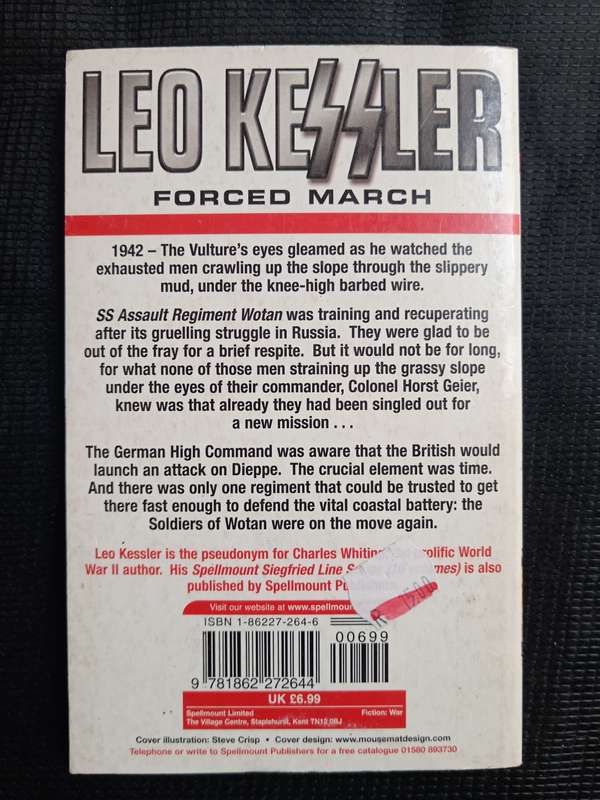 LEO KESSLER
FORCED MARCH
1942 – The Vulture's eyes gleamed as he watched the
exhausted men crawling up the slope through the slippery
mud, under the knee-high barbed wire.
SS Assault Regiment Wotan was training and recuperating
after its gruelling struggle in Russia. They were glad to be
out of the fray for a brief respite. But it would not be for long,
for what none of those men straining up the grassy slope
under the eyes of their commander, Colonel Horst Geier,
knew was that already they had been singled out for
a new mission . . .
The German High Command was aware that the British would
launch an attack on Dieppe. The crucial element was time.
And there was only one regiment that could be trusted to get
there fast enough to defend the vital coastal battery: the
Soldiers of Wotan were on the move again.
Leo Kessler is the pseudonym for Charles Whiting, prolific World
War II author. His Spellmount Siegfried Line is also
published by Spellmount
Visit our website at www.spellmou
ISBN 1-86227-264-6
00699
9 781862 272644
UK £6.99
Spellmount Limited
The Village Centre, Staplehurst, Kent TN12 0BJ
Fiction: War
Cover illustration: Steve Crisp • Cover design: www.mousematdesign.com
Telephone or write to Spellmount Publishers for a free catalogue 01580 893730